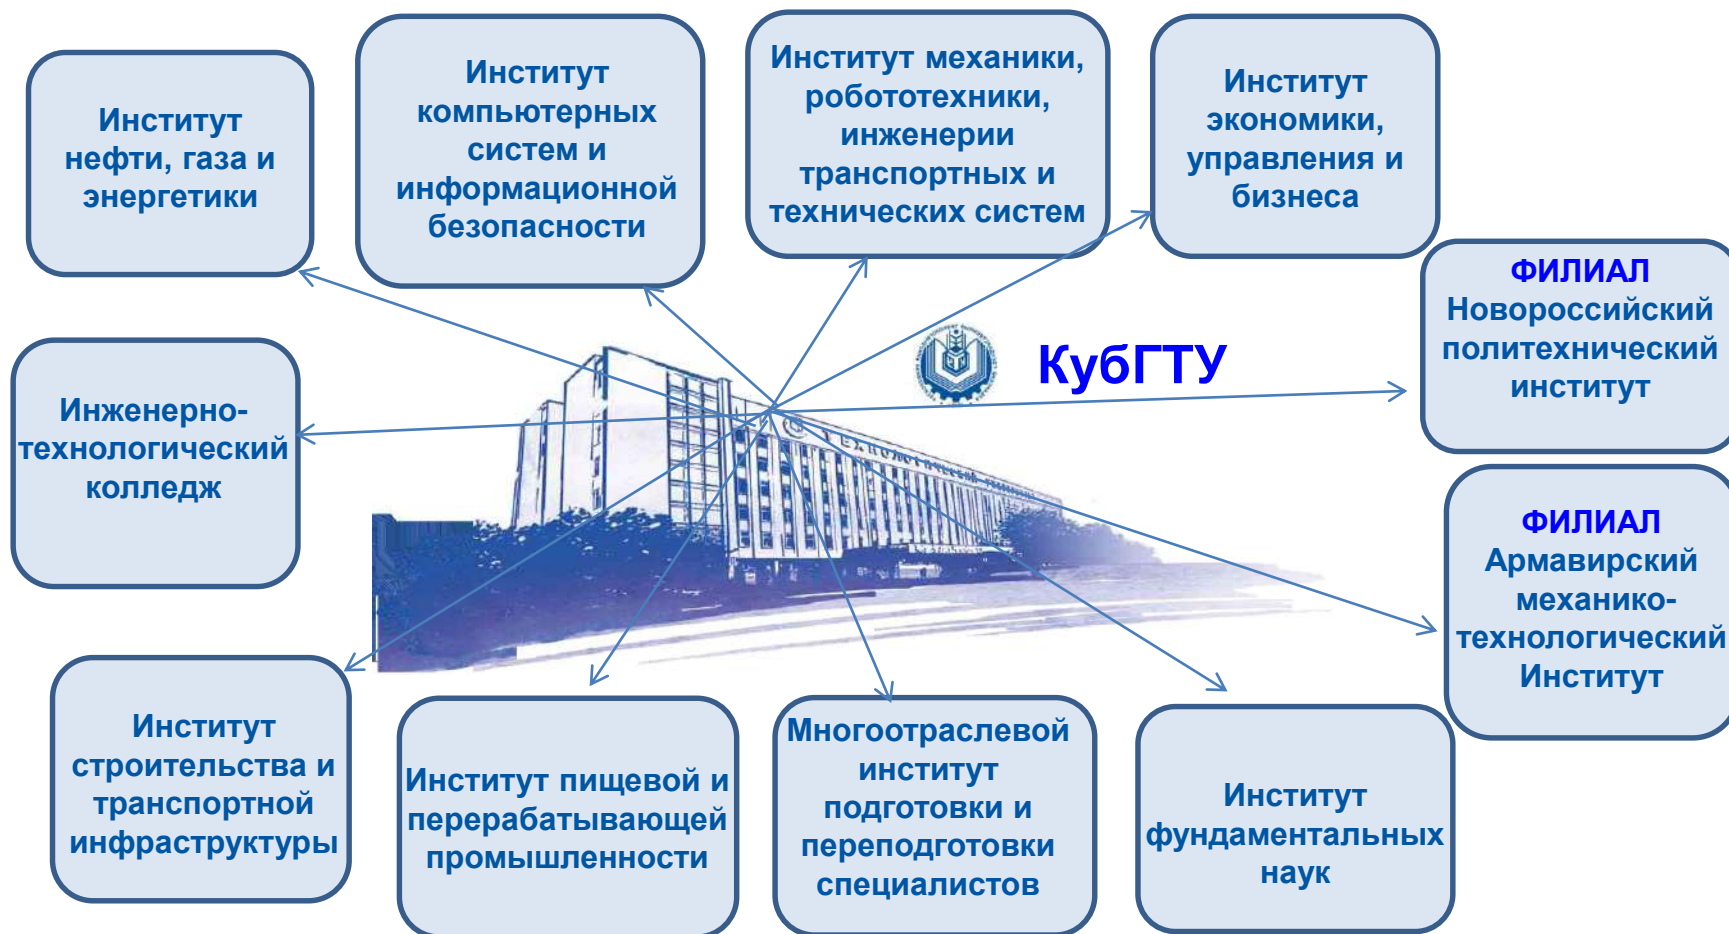 Институт
нефти, газа и
энергетики
Институт
компьютерных
систем и
информационной
безопасности
Институт механики,
робототехники,
инженерии
транспортных и
технических систем
Институт
экономики,
управления и
бизнеса
ФИЛИАЛ
Новороссийский
политехнический
институт
КубГТУ
Инженерно-
технологический
колледж
ФИЛИАЛ
Армавирский
механико-
технологический
Институт
Институт
строительства и
транспортной
инфраструктуры
Институт пищевой и
перерабатывающей
промышленности
Многоотраслевой
институт
подготовки и
переподготовки
специалистов
Институт
фундаментальных
наук